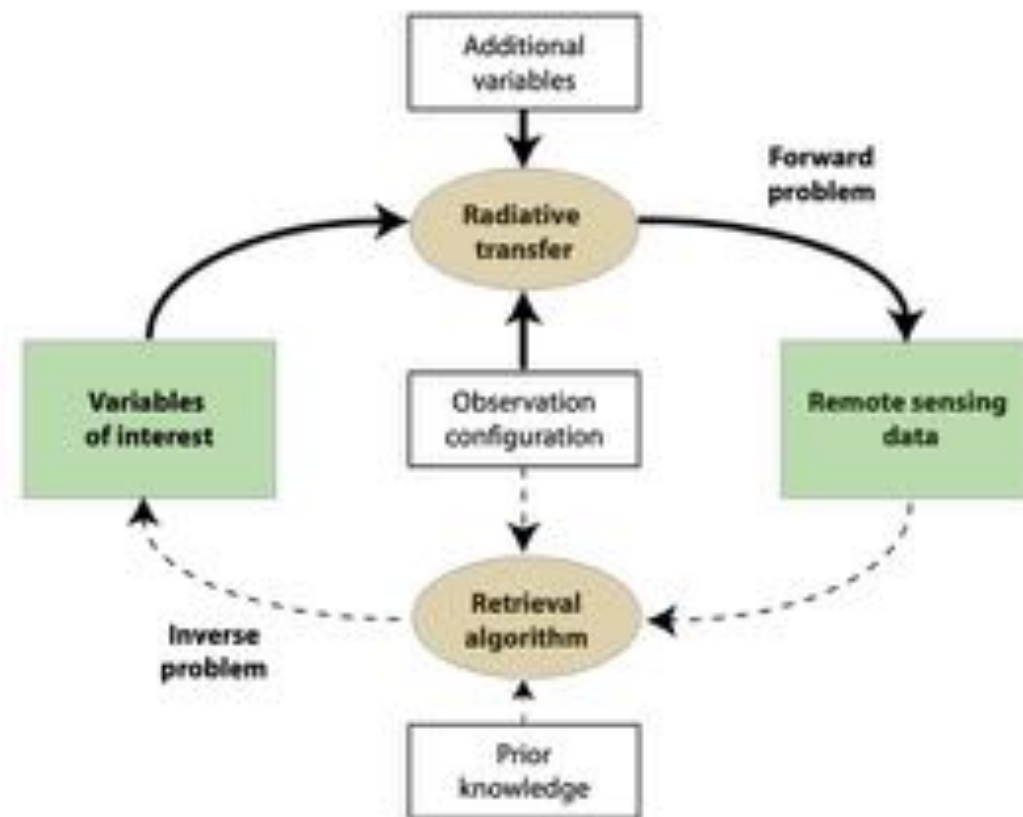 Additional
variables
Forward
problem
Radiative
transfer
Variables
of interest
Observation
configuration
Remote sensing
data
Retrieval
algorithm
Inverse
problem
Prior
knowledge